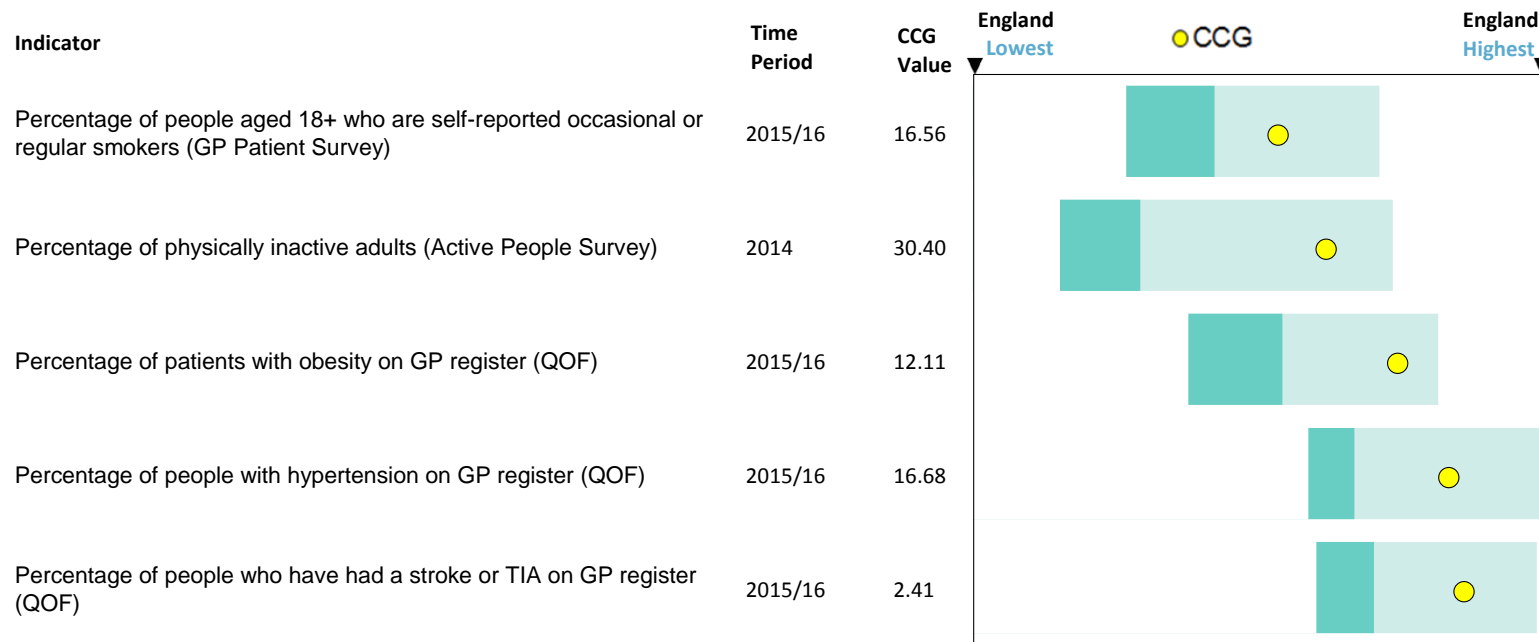 Indicator
Time
Period
CCG
Value
England
Lowest
CCG
England
Highest
Percentage of people aged 18+ who are self-reported occasional or
regular smokers (GP Patient Survey)
2015/16
16.56
Percentage of physically inactive adults (Active People Survey)
2014
30.40
Percentage of patients with obesity on GP register (QOF)
2015/16
12.11
Percentage of people with hypertension on GP register (QOF)
2015/16
16.68
Percentage of people who have had a stroke or TIA on GP register
(QOF)
2015/16
2.41